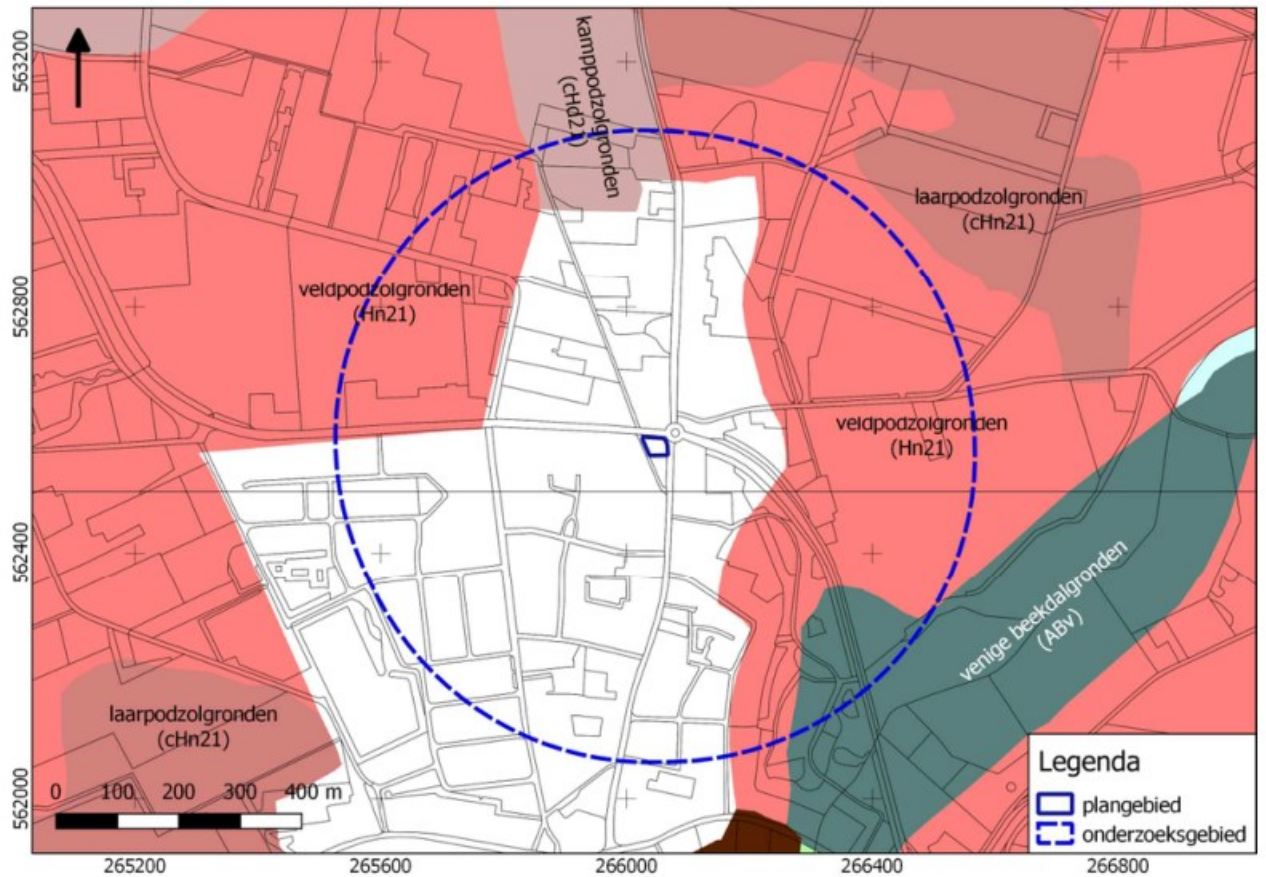 563200
562800
562400
562000
kamppodzolgronden
(cHd21)
laarpodzolgronden
(cHn21)
veldpodzolgronden
(Hn21)
veldpodzolgronden
(Hn21)
venige beekdalgronden
(ABv)
laarpodzolgronden
(cHn21)
0 100 200 300 400 m
Legenda
plangebied
onderzoeksgebied
265200 265600 266000 266400 266800